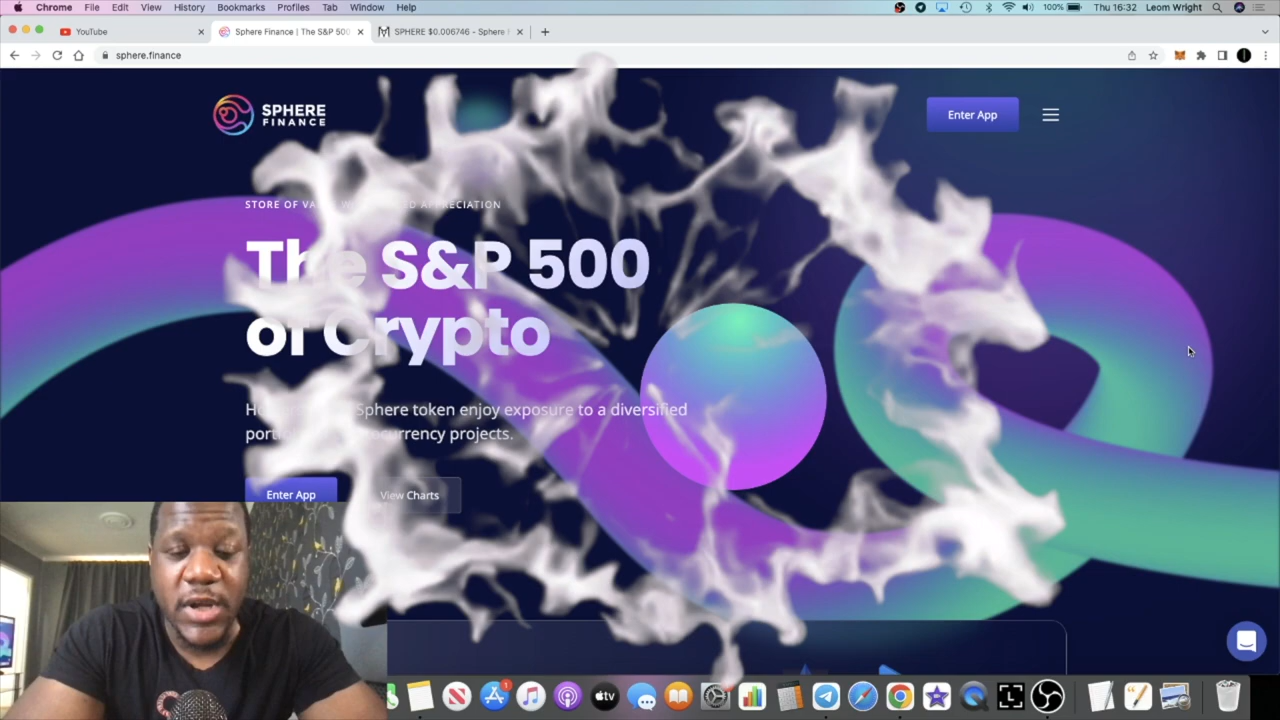 Chrome File Edit View History Bookmarks Profiles Tab Window Help 100% Thu 16:32 Leom Wright
YouTube
Sphere Finance | The S&P 500
SPHERE $0.006746 - Sphere
sphere.finance
SPHERE
FINANCE
Enter App
STORE OF APPRECIATION
The S&P 500
of Crypto
Sphere token enjoy exposure to a diversified
projects.
Enter App View Charts
tv
1